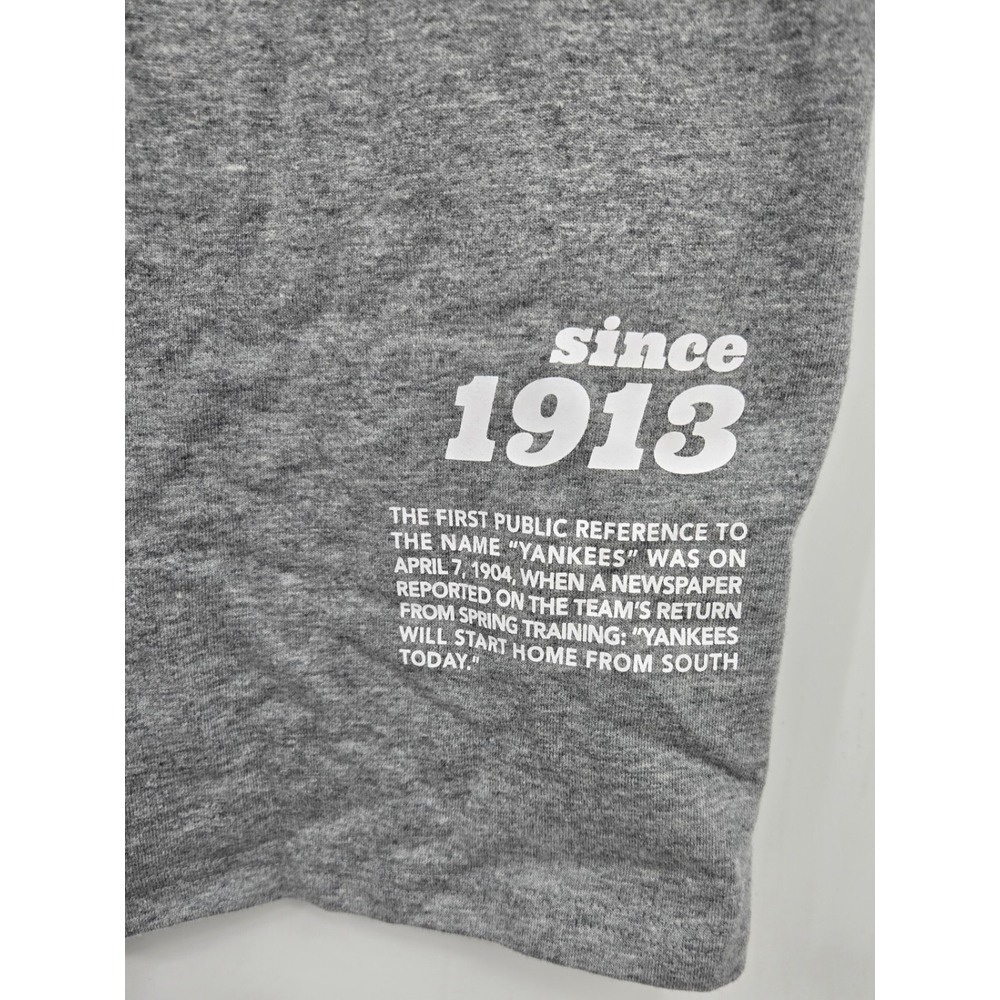 since
1913
THE FIRST PUBLIC REFERENCE TO
THE NAME “YANKEES” WAS ON
APRIL 7, 1904, WHEN A NEWSPAPER
REPORTED ON THE TEAM'S RETURN
FROM SPRING TRAINING: “YANKEES
WILL START HOME FROM SOUTH
TODAY.”